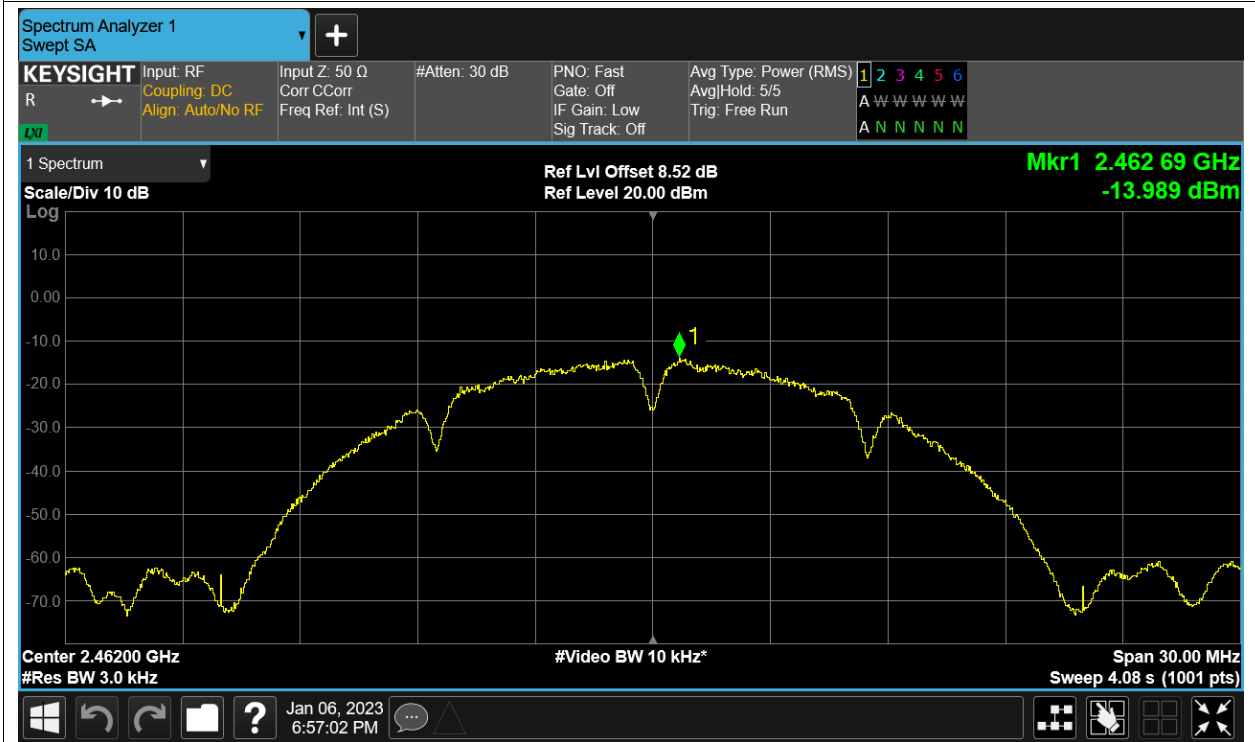 Spectrum Analyzer 1
Swept SA
▼
+
KEYSIGHT
R
LXI
Input: RF
Coupling: DC
Align: Auto/No RF
Input Z: 50 Ω
Corr CCorr
Freq Ref: Int (S)
#Atten: 30 dB
PNO: Fast
Gate: Off
IF Gain: Low
Sig Track: Off
Avg Type: Power (RMS)
Avg|Hold: 5/5
Trig: Free Run
1 2 3 4 5 6
A W W W W W
A N N N N N
1 Spectrum ▼
Scale/Div 10 dB
Log
Ref Lvl Offset 8.52 dB
Ref Level 20.00 dBm
Mkr1 2.462 69 GHz
-13.989 dBm
10.0
0.00
-10.0
-20.0
-30.0
-40.0
-50.0
-60.0
-70.0
1
Center 2.46200 GHz
#Res BW 3.0 kHz
#Video BW 10 kHz*
Span 30.00 MHz
Sweep 4.08 s (1001 pts)
?
Jan 06, 2023
6:57:02 PM